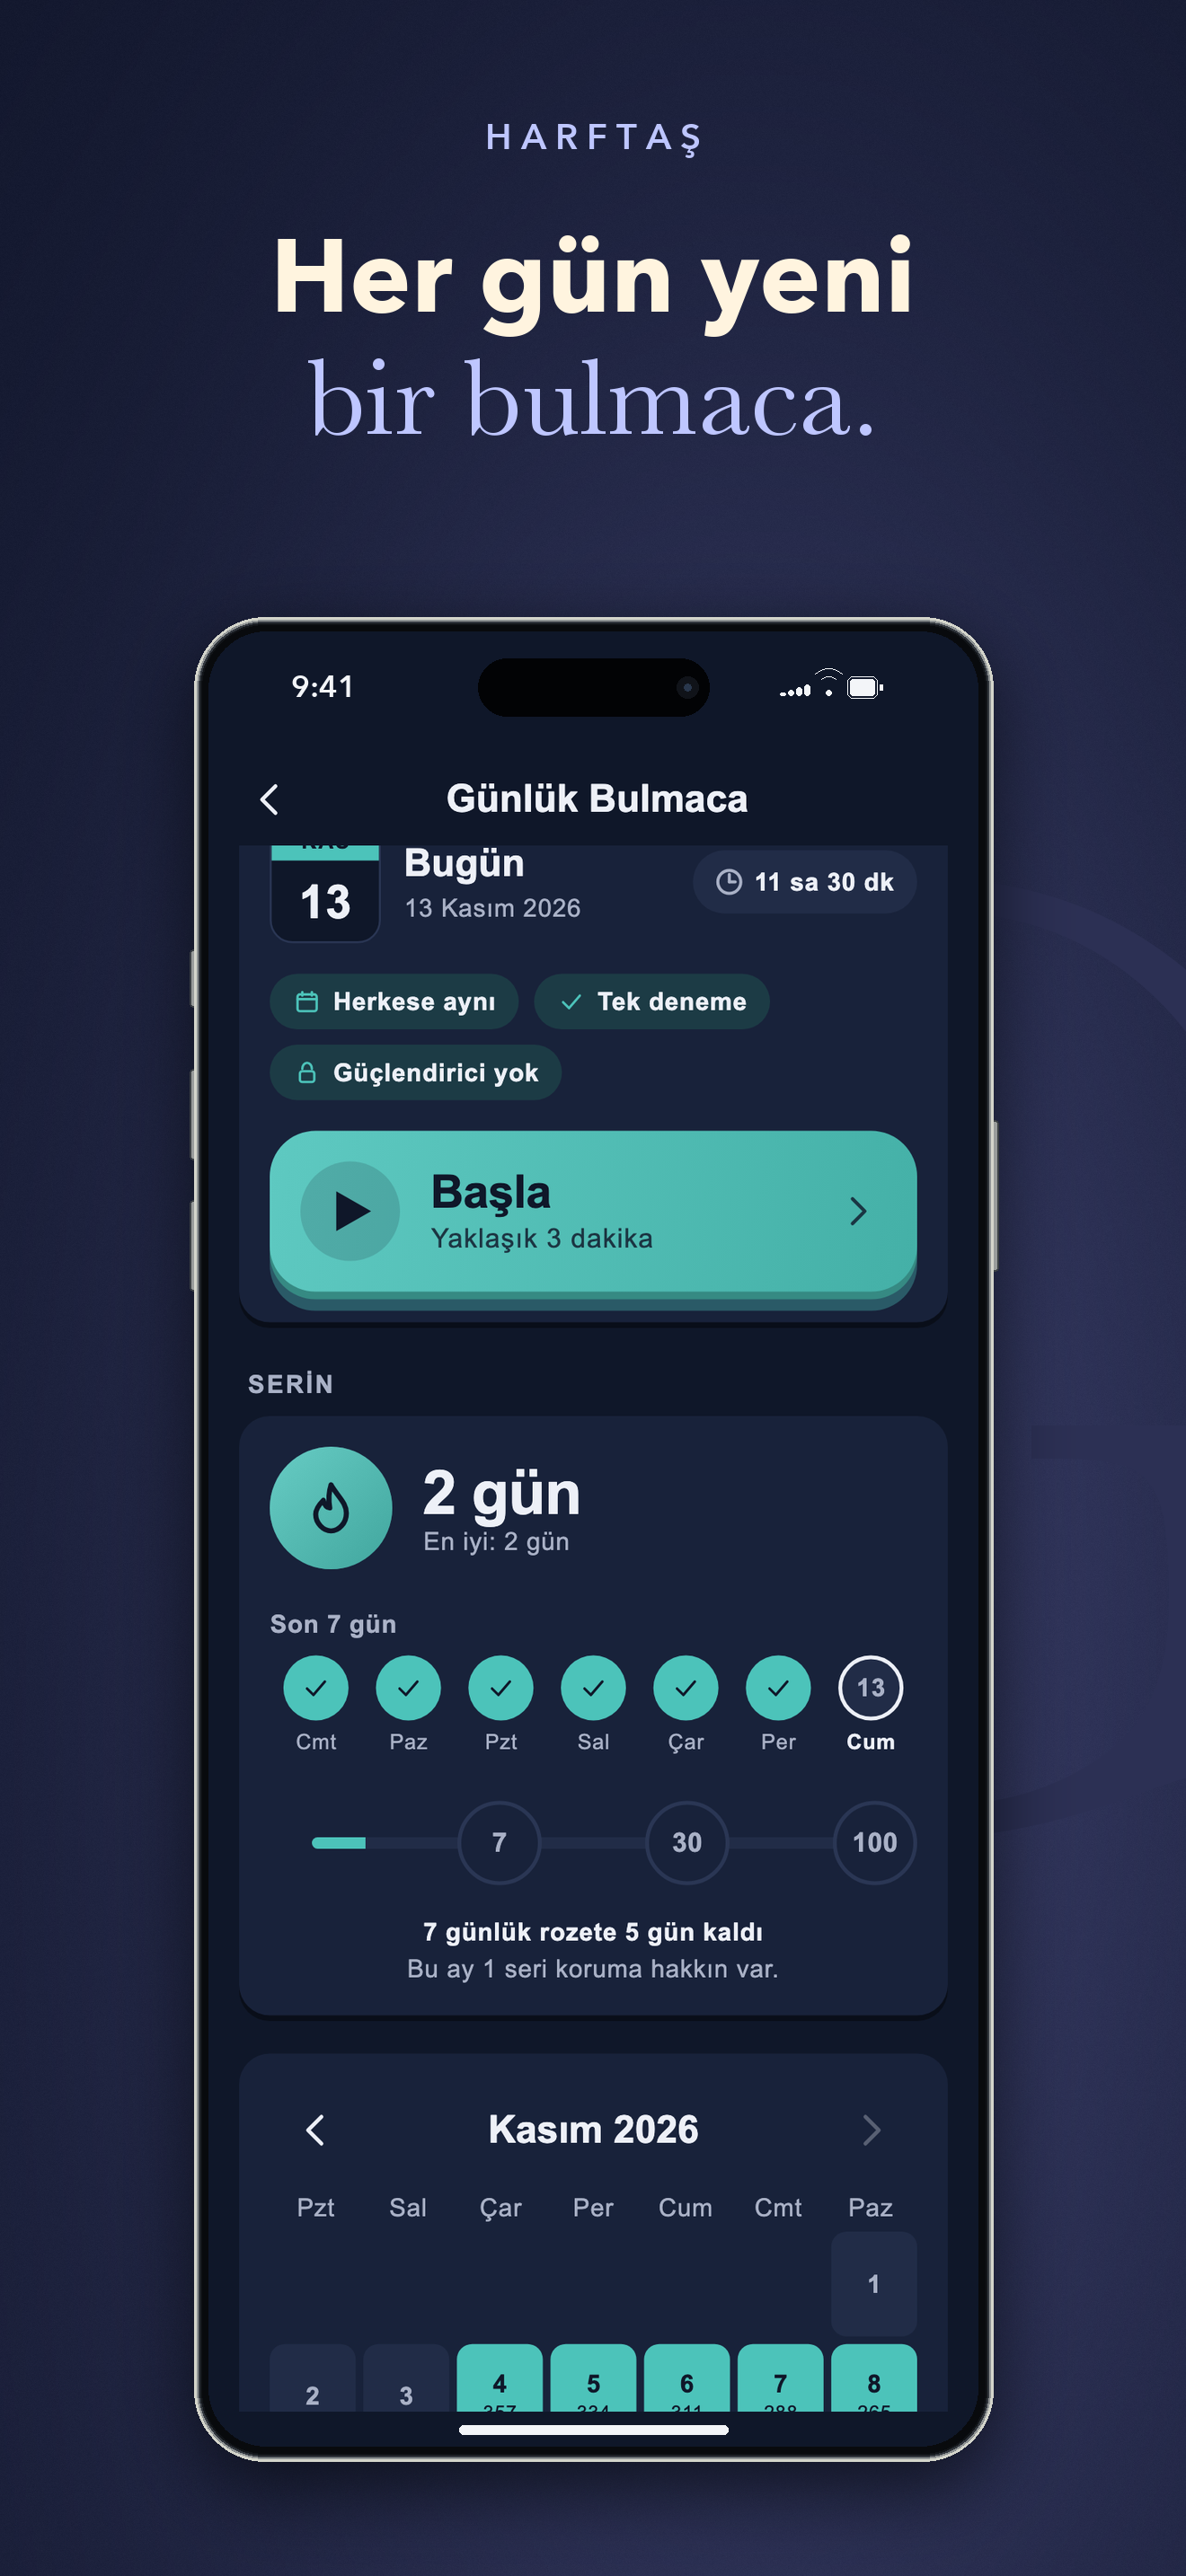 HARFTAŞ
Her gün yeni
bir bulmaca.
9:41
Günlük Bulmaca
13
Bugün
13 Kasım 2026
11 sa 30 dk
Herkese aynı
Tek deneme
Güçlendirici yok
Başla
Yaklaşık 3 dakika
SERİN
2 gün
En iyi: 2 gün
Son 7 gün
13
Cmt Paz Pzt Sal Çar Per Cum
7 30 100
7 günlük rozete 5 gün kaldı
Bu ay 1 seri koruma hakkın var.
Kasım 2026
Pzt Sal Çar Per Cum Cmt Paz
1
2 3 4 5 6 7 8